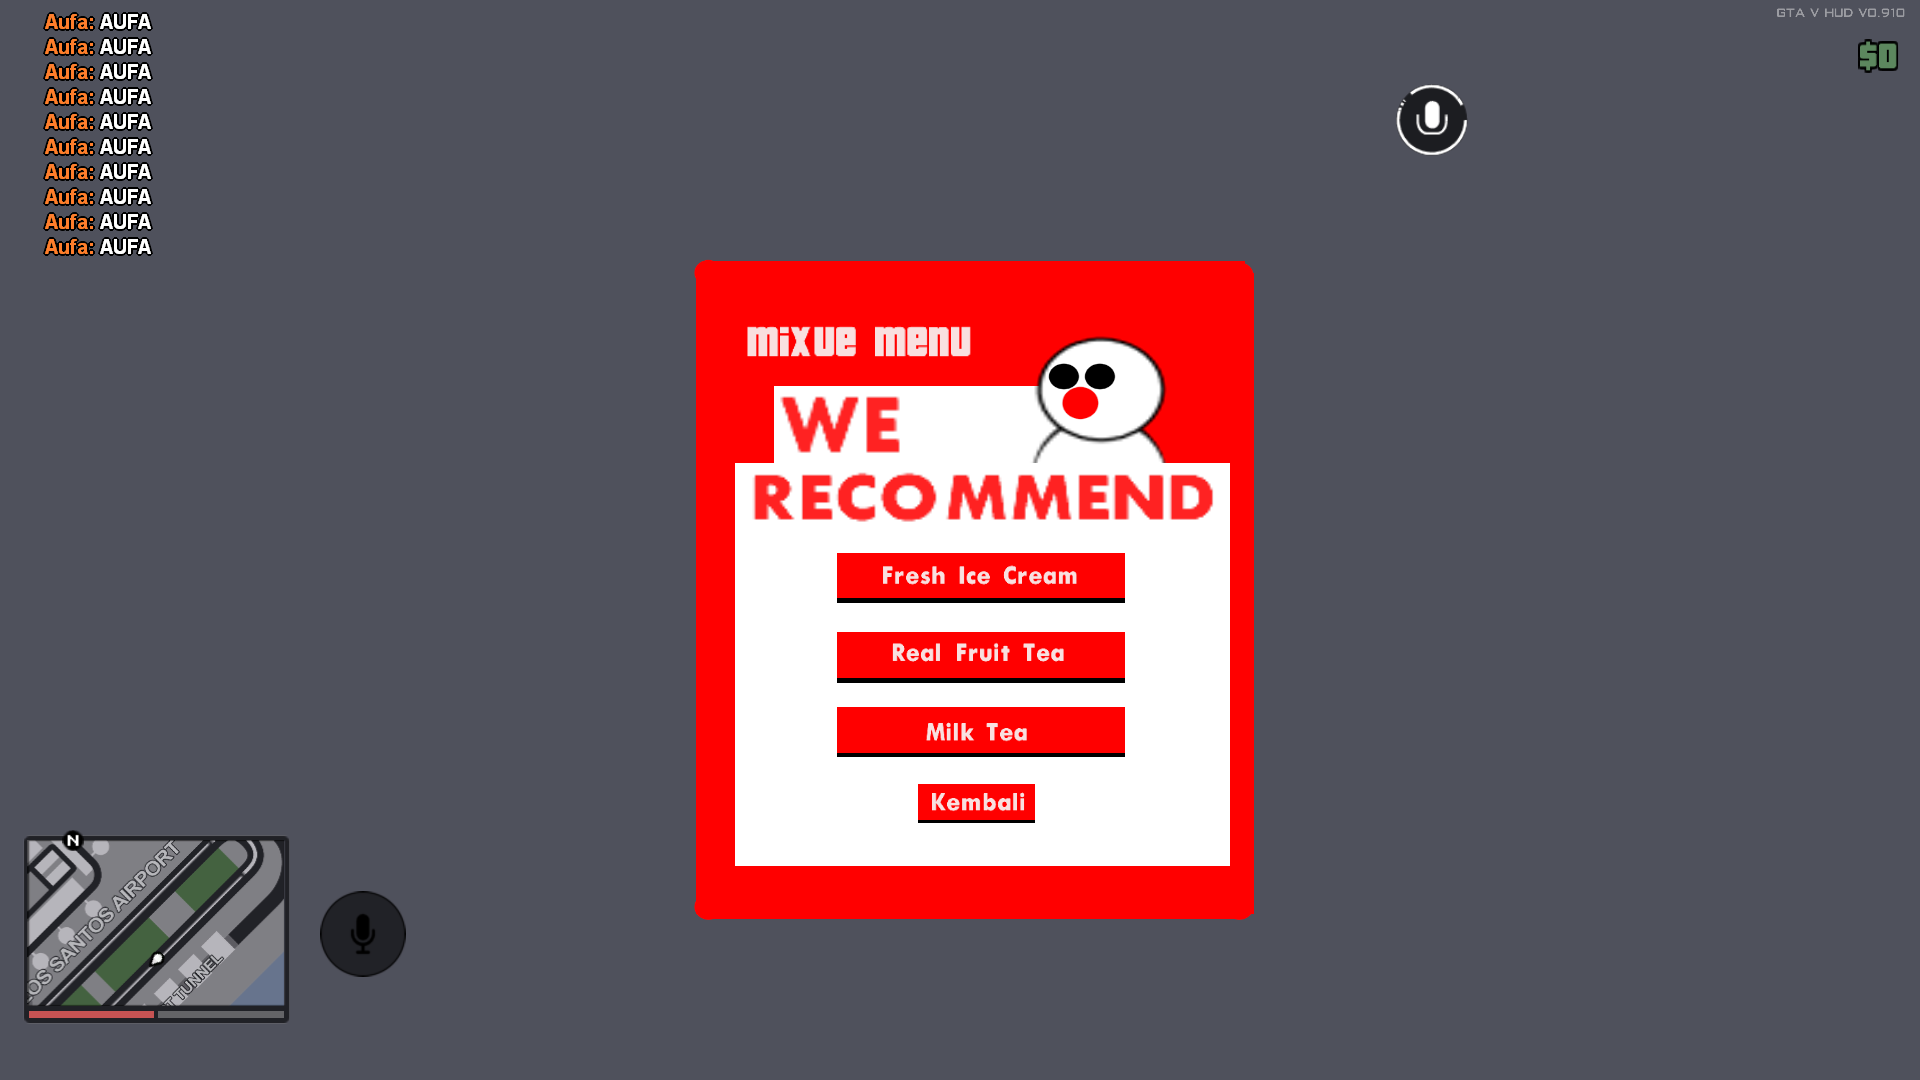 Aufa: AUFA
Aufa: AUFA
Aufa: AUFA
Aufa: AUFA
Aufa: AUFA
Aufa: AUFA
Aufa: AUFA
Aufa: AUFA
Aufa: AUFA
Aufa: AUFA
GTA V HUD V0.910
$0
mixue menu
WE
RECOMMEND
Fresh Ice Cream
Real Fruit Tea
Milk Tea
Kembali
N
OS SANTOS AIRPORT
T TUNNEL